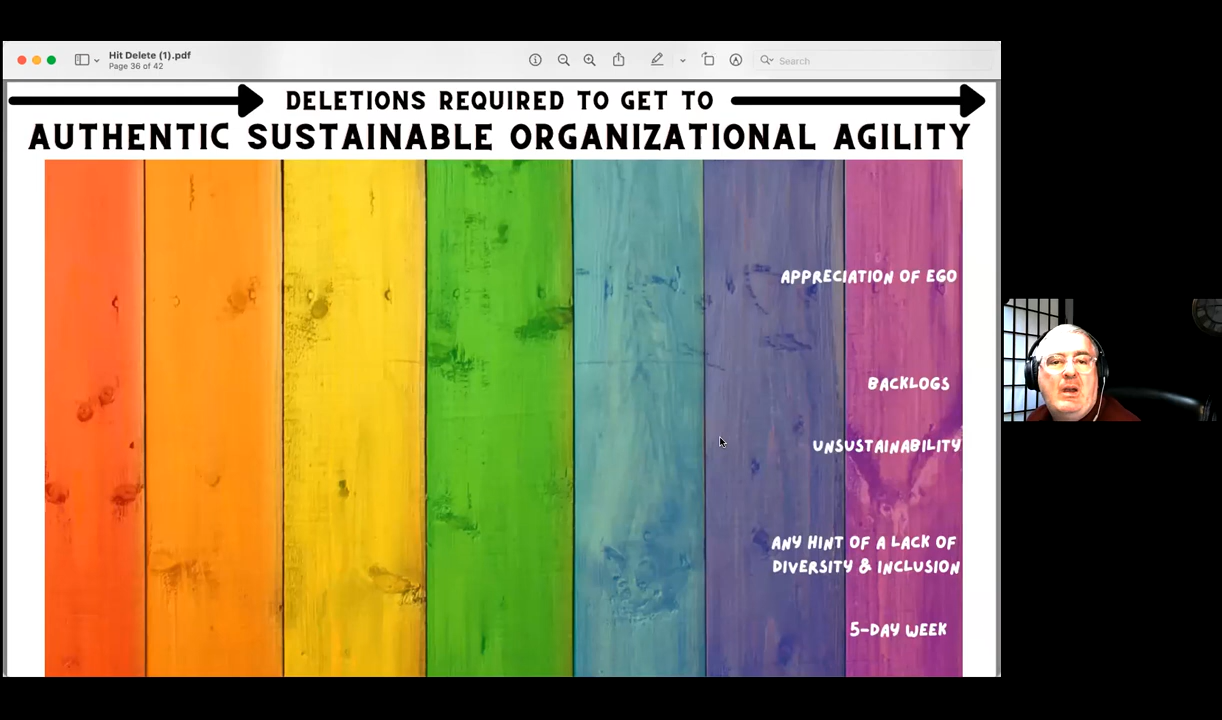 Hit Delete (1).pdf
Page 36 of 42
Search
DELETIONS REQUIRED TO GET TO
AUTHENTIC SUSTAINABLE ORGANIZATIONAL AGILITY
APPRECIATION OF EGO
BACKLOGS
UNSUSTAINABILITY
ANY HINT OF A LACK OF
DIVERSITY & INCLUSION
5-DAY WEEK